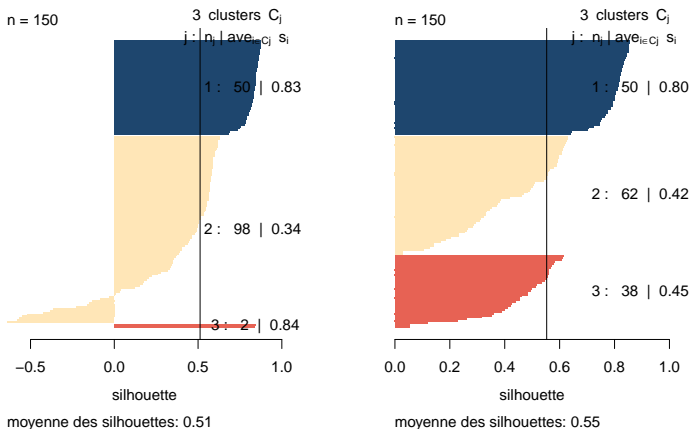 n = 150
3 clusters Cj
j : nj | avei∈Cj si
1 : 50 | 0.83
2 : 98 | 0.34
3 : 2 | 0.84
−0.5 0.0 0.5 1.0
silhouette
moyenne des silhouettes: 0.51
n = 150
3 clusters Cj
j : nj | avei∈Cj si
1 : 50 | 0.80
2 : 62 | 0.42
3 : 38 | 0.45
0.0 0.2 0.4 0.6 0.8 1.0
silhouette
moyenne des silhouettes: 0.55